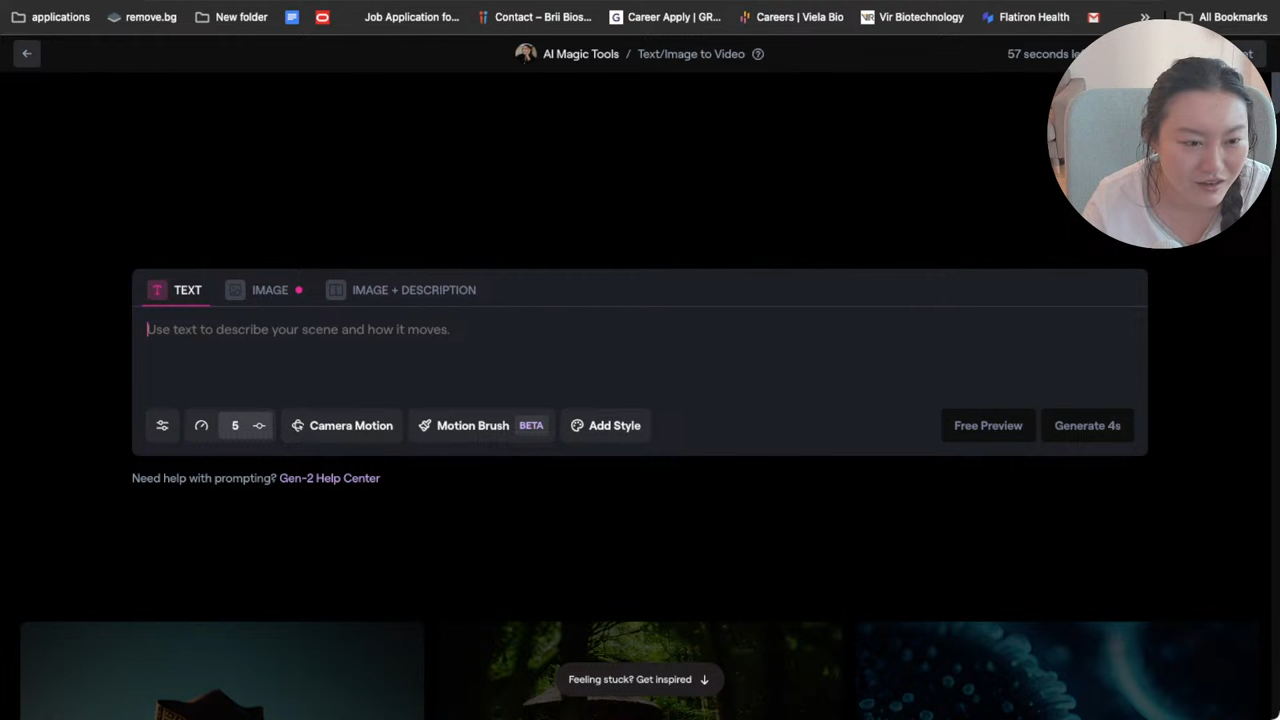 applications remove.bg New folder Job Application fo... Contact – Brii Bios... Career Apply | GR... Careers | Viela Bio Vir Biotechnology Flatiron Health » All Bookmarks
AI Magic Tools / Text/Image to Video 57 seconds
TEXT IMAGE IMAGE + DESCRIPTION
Use text to describe your scene and how it moves.
5 Camera Motion Motion Brush BETA Add Style Free Preview Generate 4s
Need help with prompting? Gen-2 Help Center
Feeling stuck? Get inspired ↓